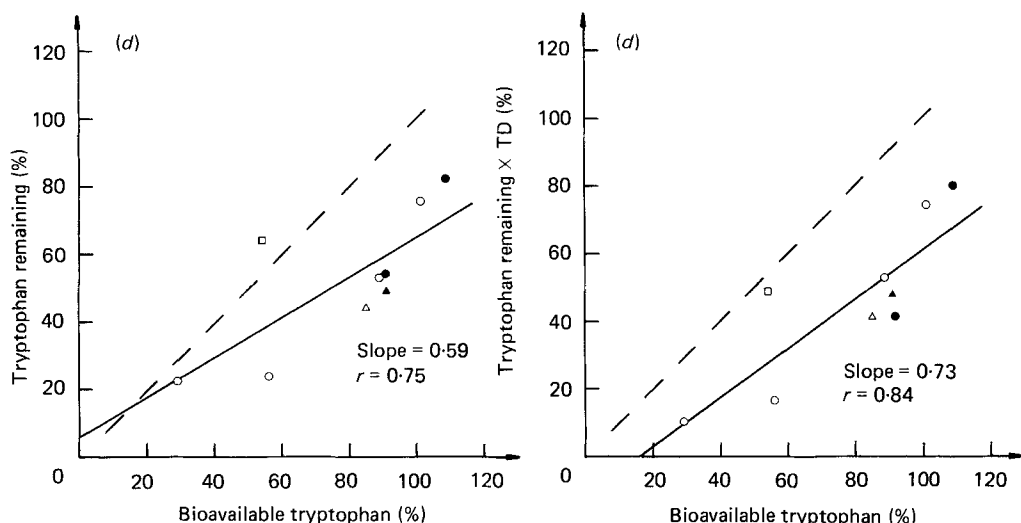 (d)
120
100
80
60
40
20
0
Tryptophan remaining (%)
Slope = 0·59
r = 0·75
20 40 60 80 100 120
Bioavailable tryptophan (%)
(d)
120
100
80
60
40
20
0
Tryptophan remaining × TD (%)
Slope = 0·73
r = 0·84
20 40 60 80 100 120
Bioavailable tryptophan (%)